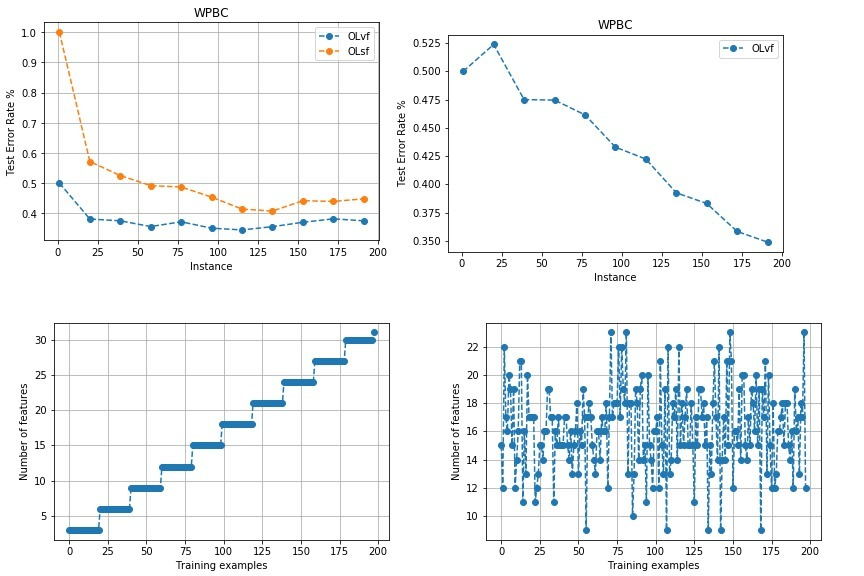 WPBC
1.0
0.9
0.8
0.7
0.6
0.5
0.4
Test Error Rate %
OLvf
OLsf
0 25 50 75 100 125 150 175 200
Instance
WPBC
0.525
0.500
0.475
0.450
0.425
0.400
0.375
0.350
Test Error Rate %
OLvf
0 25 50 75 100 125 150 175 200
Instance
30
25
20
15
10
5
Number of features
0 25 50 75 100 125 150 175 200
Training examples
22
20
18
16
14
12
10
Number of features
0 25 50 75 100 125 150 175 200
Training examples